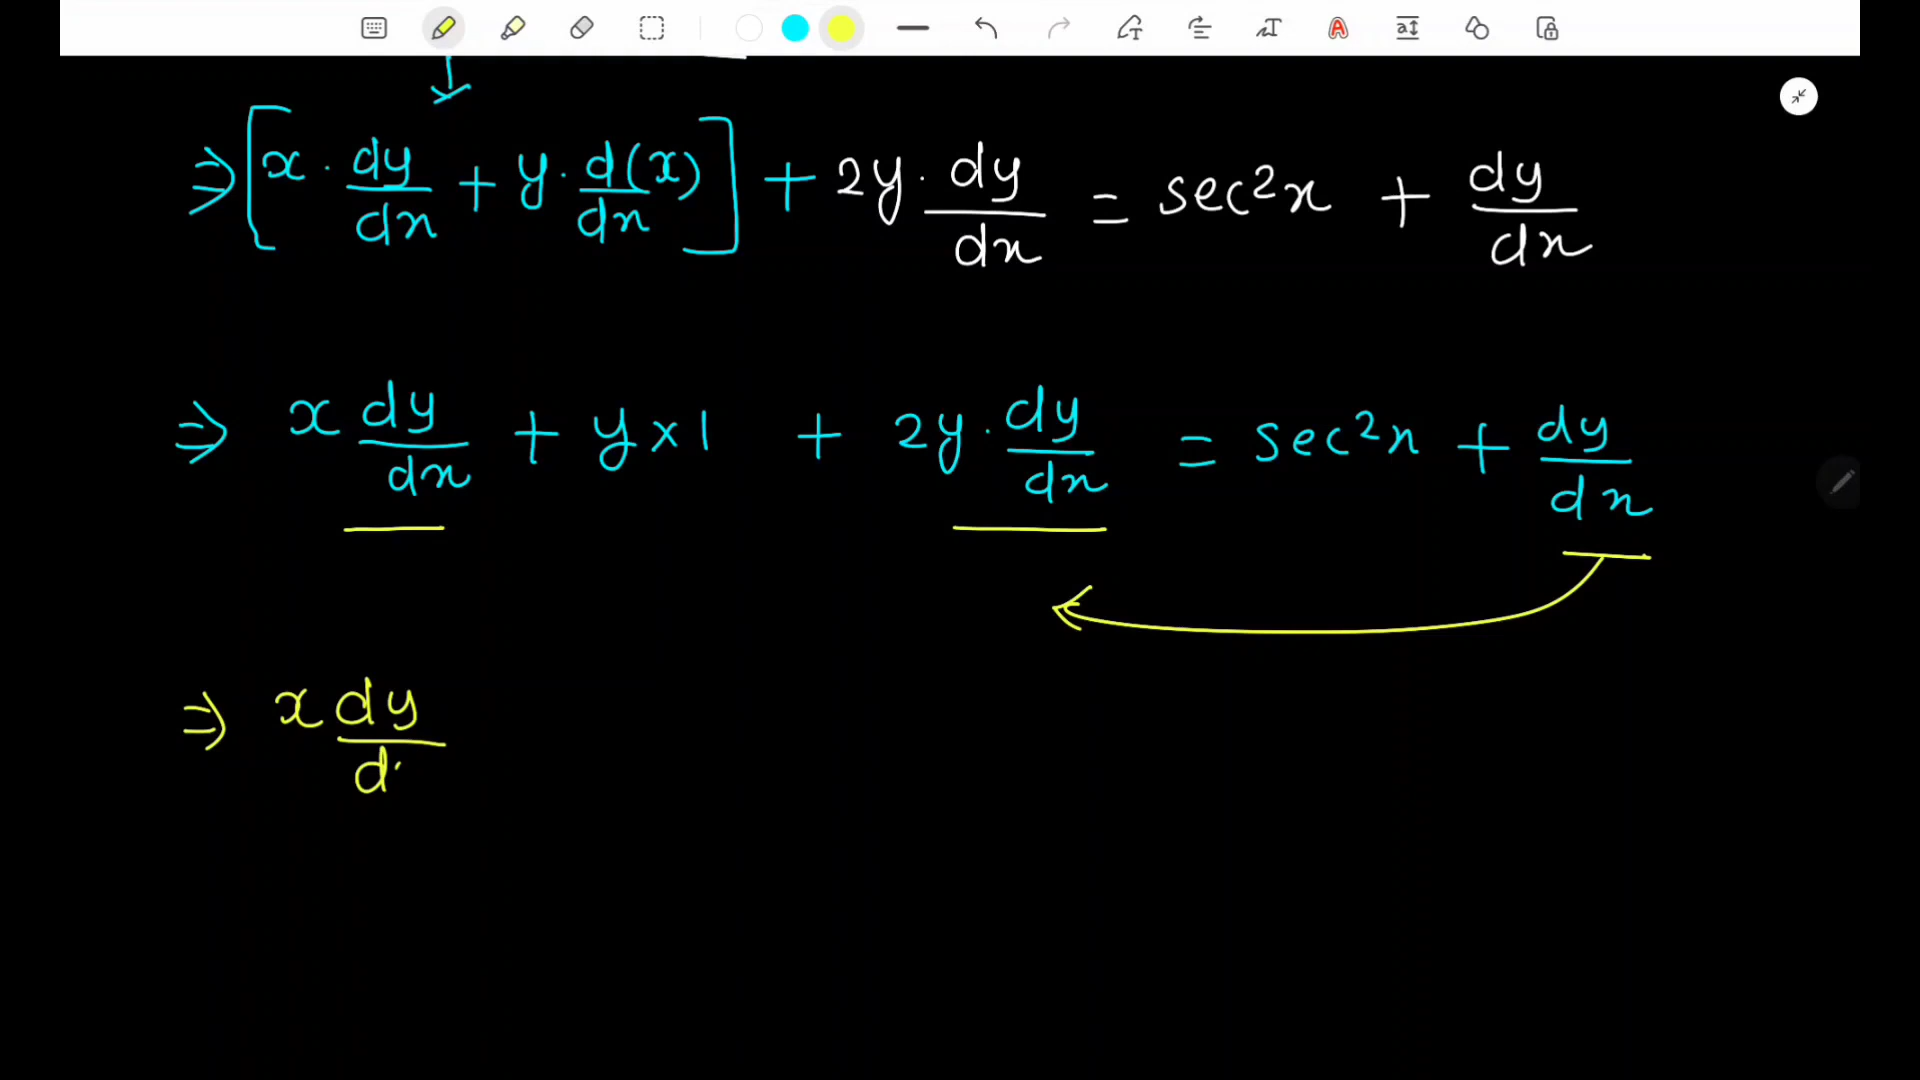 ⇒ [x · dy/dx + y · d(x)/dx] + 2y · dy/dx = sec²x + dy/dx
⇒ x dy/dx + y×1 + 2y · dy/dx = sec²x + dy/dx
⇒ x dy/d